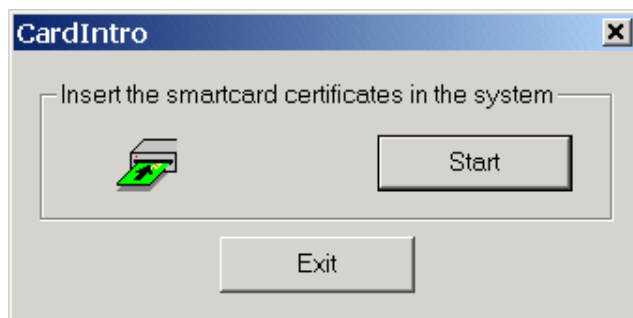 CardIntro
Insert the smartcard certificates in the system
Start
Exit